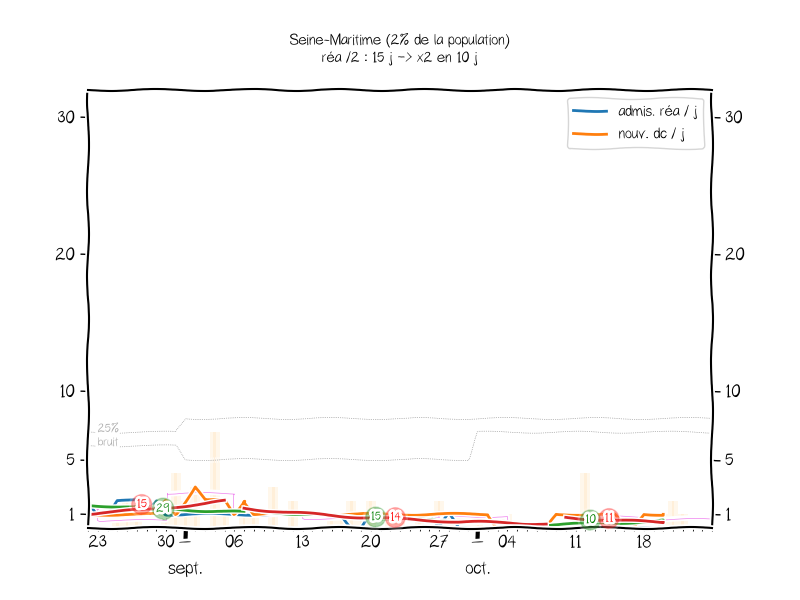 Seine-Maritime (2% de la population)
réa /2 : 15 j -> x2 en 10 j
admis. réa / j
nouv. dc / j
30
30
20
20
10
10
25%
bruit
5
5
15
29
15
14
10
11
1
1
23 30 06 13 20 27 04 11 18
sept. oct.